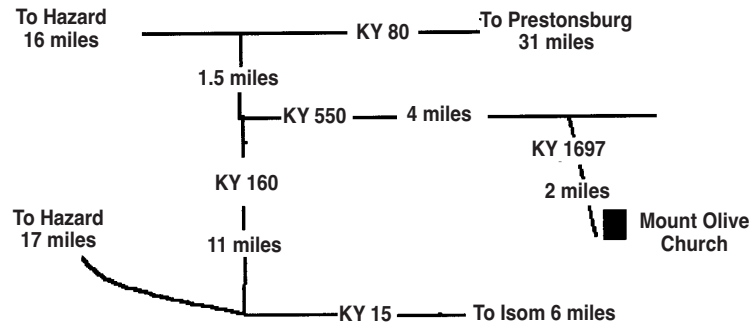 To Hazard
16 miles
KY 80
To Prestonsburg
31 miles
1.5 miles
KY 550
4 miles
KY 1697
KY 160
2 miles
To Hazard
17 miles
11 miles
Mount Olive
Church
KY 15
To Isom 6 miles